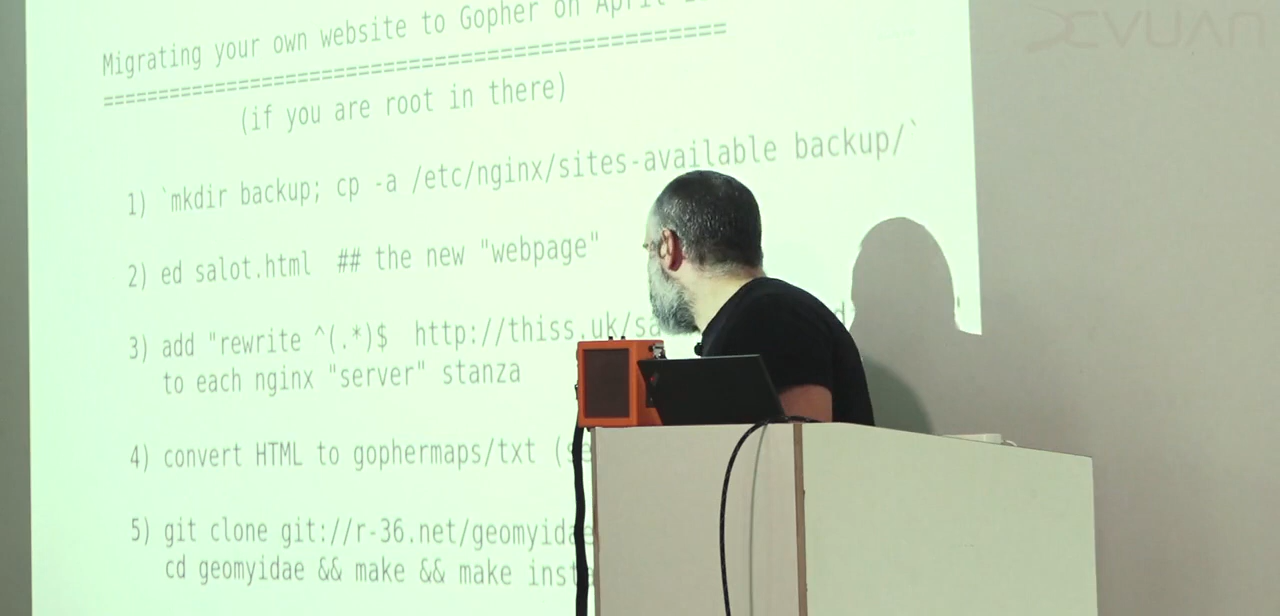 Migrating your own website to Gopher on April
==============================================
(if you are root in there)
1) `mkdir backup; cp -a /etc/nginx/sites-available backup/`
2) ed salot.html ## the new "webpage"
3) add "rewrite ^(.*)$ http://thiss.uk/sa
to each nginx "server" stanza
4) convert HTML to gophermaps/txt (se
5) git clone git://r-36.net/geomyidae
cd geomyidae && make && make inst
DEVUAN